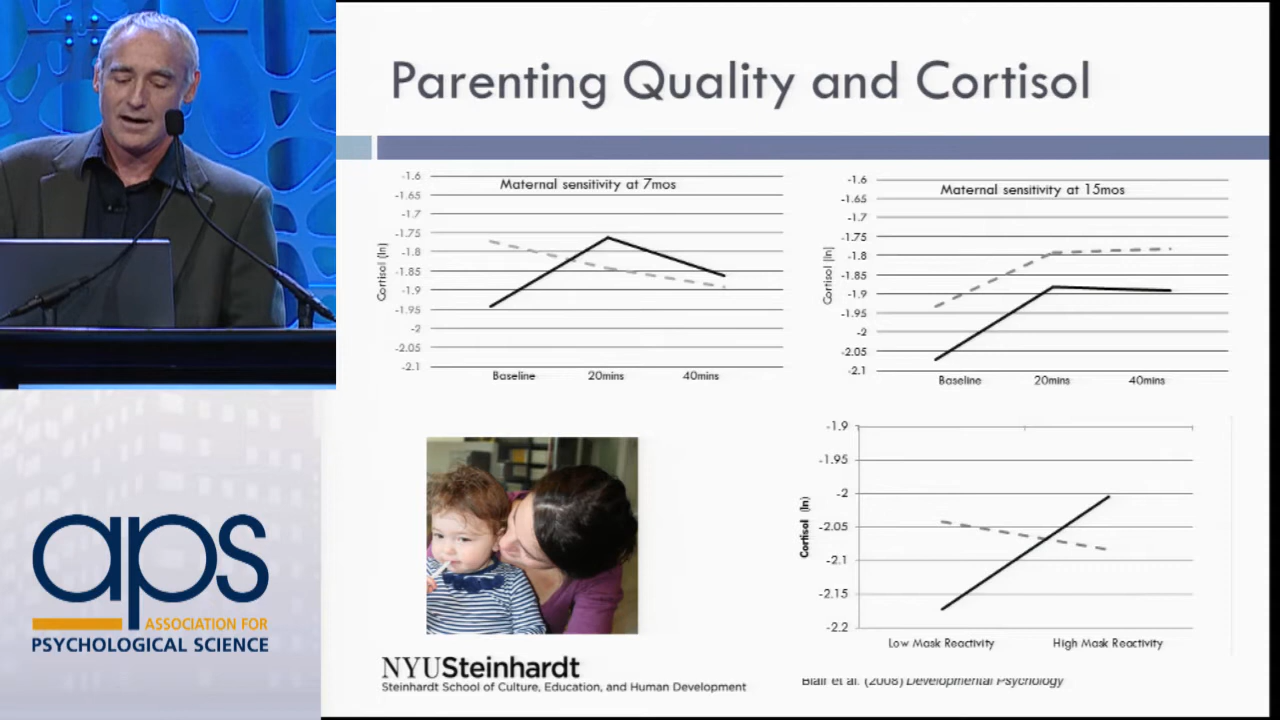 Parenting Quality and Cortisol
Maternal sensitivity at 7mos
Cortisol (ln)
-1.6
-1.65
-1.7
-1.75
-1.8
-1.85
-1.9
-1.95
-2
-2.05
-2.1
Baseline 20mins 40mins
Maternal sensitivity at 15mos
Cortisol (ln)
-1.6
-1.65
-1.7
-1.75
-1.8
-1.85
-1.9
-1.95
-2
-2.05
-2.1
Baseline 20mins 40mins
Cortisol (ln)
-1.9
-1.95
-2
-2.05
-2.1
-2.15
-2.2
Low Mask Reactivity High Mask Reactivity
aps
ASSOCIATION FOR
PSYCHOLOGICAL SCIENCE
NYUSteinhardt
Steinhardt School of Culture, Education, and Human Development
Blair et al. (2008) Developmental Psychology